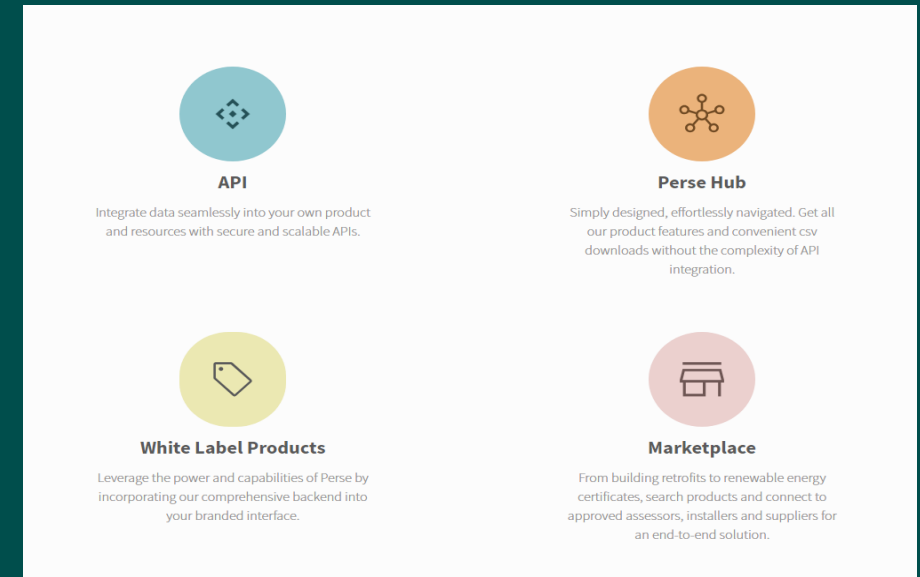 API
Integrate data seamlessly into your own product
and resources with secure and scalable APIs.
Perse Hub
Simply designed, effortlessly navigated. Get all
our product features and convenient csv
downloads without the complexity of API
integration.
White Label Products
Leverage the power and capabilities of Perse by
incorporating our comprehensive backend into
your branded interface.
Marketplace
From building retrofits to renewable energy
certificates, search products and connect to
approved assessors, installers and suppliers for
an end-to-end solution.